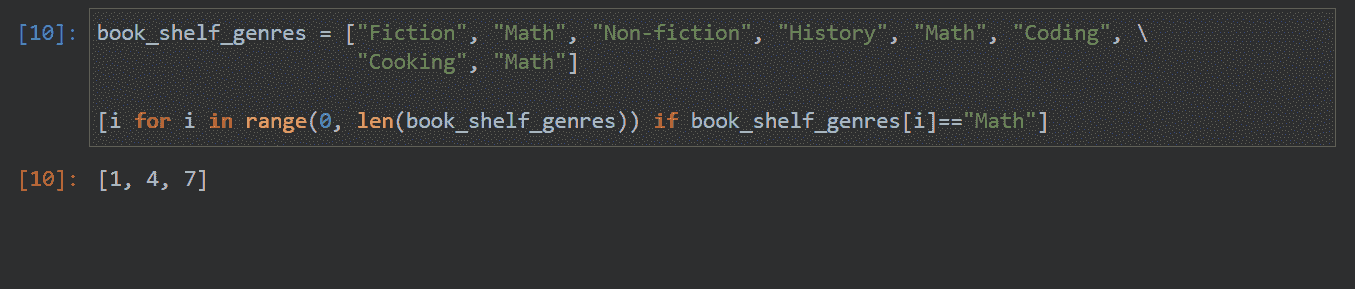 [10]: book_shelf_genres = ["Fiction", "Math", "Non-fiction", "History", "Math", "Coding", \
"Cooking", "Math"]
[i for i in range(0, len(book_shelf_genres)) if book_shelf_genres[i]=="Math"]
[10]: [1, 4, 7]